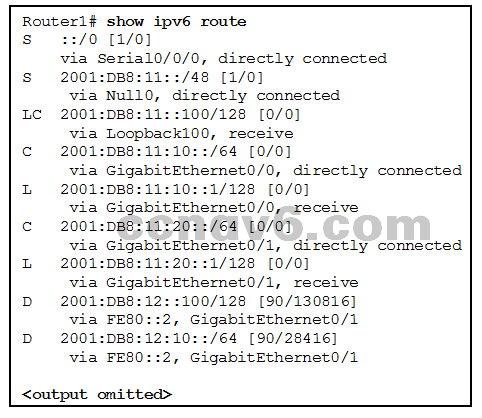 Router1# show ipv6 route
S ::/0 [1/0]
via Serial0/0/0, directly connected
S 2001:DB8:11::/48 [1/0]
via Null0, directly connected
LC 2001:DB8:11::100/128 [0/0]
via Loopback100, receive
C 2001:DB8:11:10::/64 [0/0]
via GigabitEthernet0/0, directly connected
L 2001:DB8:11:10::1/128 [0/0]
via GigabitEthernet0/0, receive
C 2001:DB8:11:20::/64 [0/0]
via GigabitEthernet0/1, directly connected
L 2001:DB8:11:20::1/128 [0/0]
via GigabitEthernet0/1, receive
D 2001:DB8:12::100/128 [90/130816]
via FE80::2, GigabitEthernet0/1
D 2001:DB8:12:10::/64 [90/28416]
via FE80::2, GigabitEthernet0/1
<output omitted>
ccnav6.com